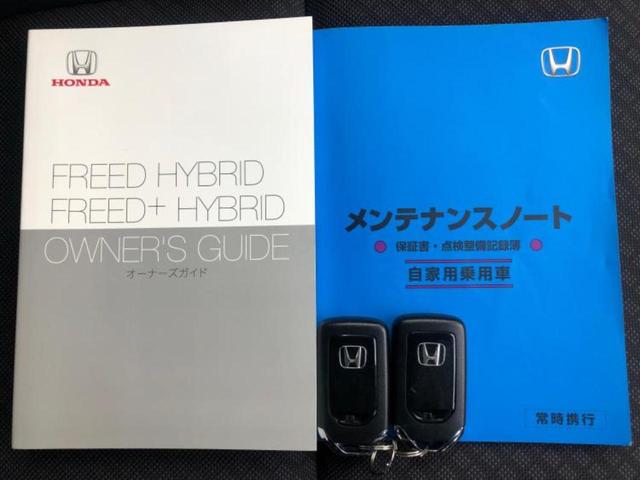 HONDA
FREED HYBRID
FREED+ HYBRID
OWNER'S GUIDE
オーナーズガイド
メンテナンスノート
保証書・点検整備記録簿
自家用乗用車
常時携行